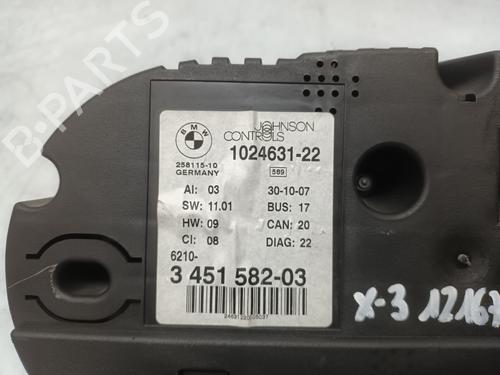 B-PARTS
BMW
JOHNSON
CONTROLS
258115-10
GERMANY
1024631-22
589
AI: 03
30-10-07
SW: 11.01
BUS: 17
HW: 09
CAN: 20
CI: 08
DIAG: 22
6210-
3 451 582-03
X-3 12167